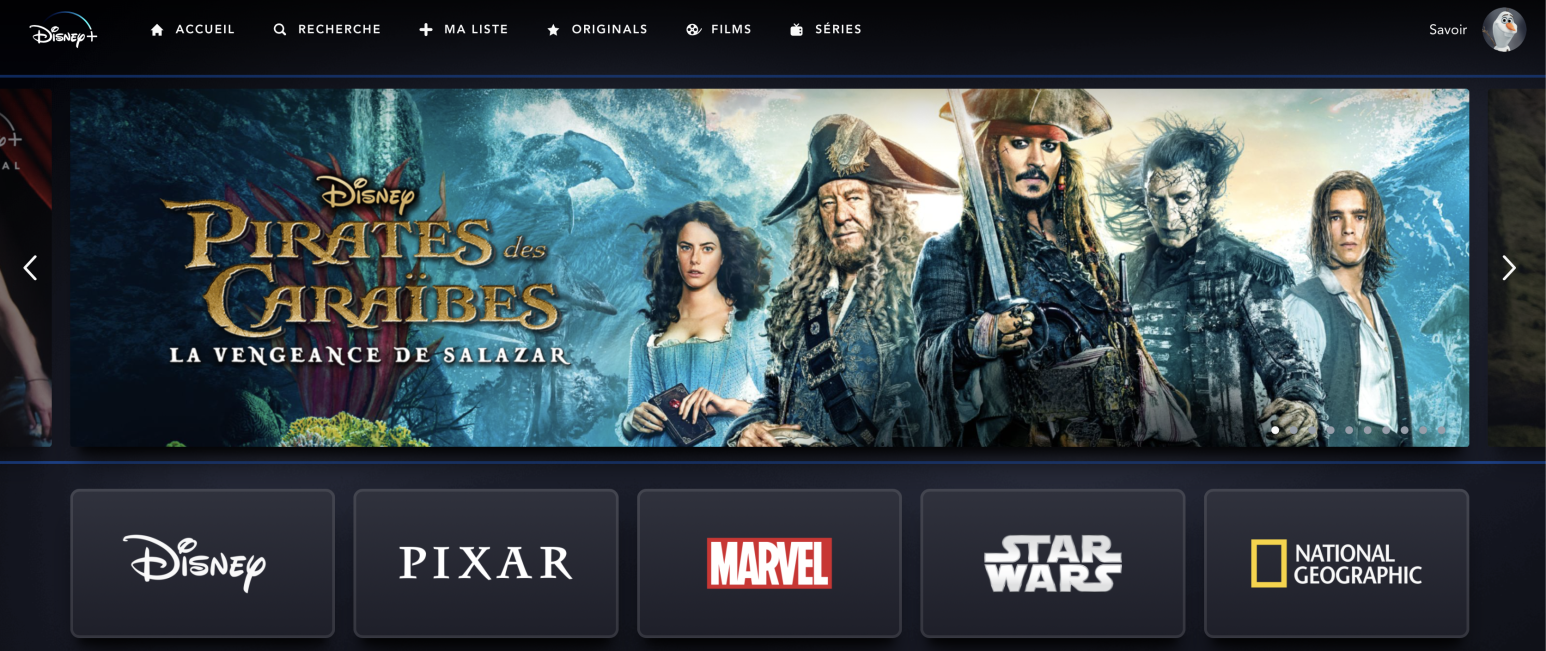 Disney+
ACCUEIL
RECHERCHE
MA LISTE
ORIGINALS
FILMS
SÉRIES
Savoir
Disney
PIRATES des
CARAÏBES
LA VENGEANCE DE SALAZAR
Disney
PIXAR
MARVEL
STAR
WARS
NATIONAL
GEOGRAPHIC